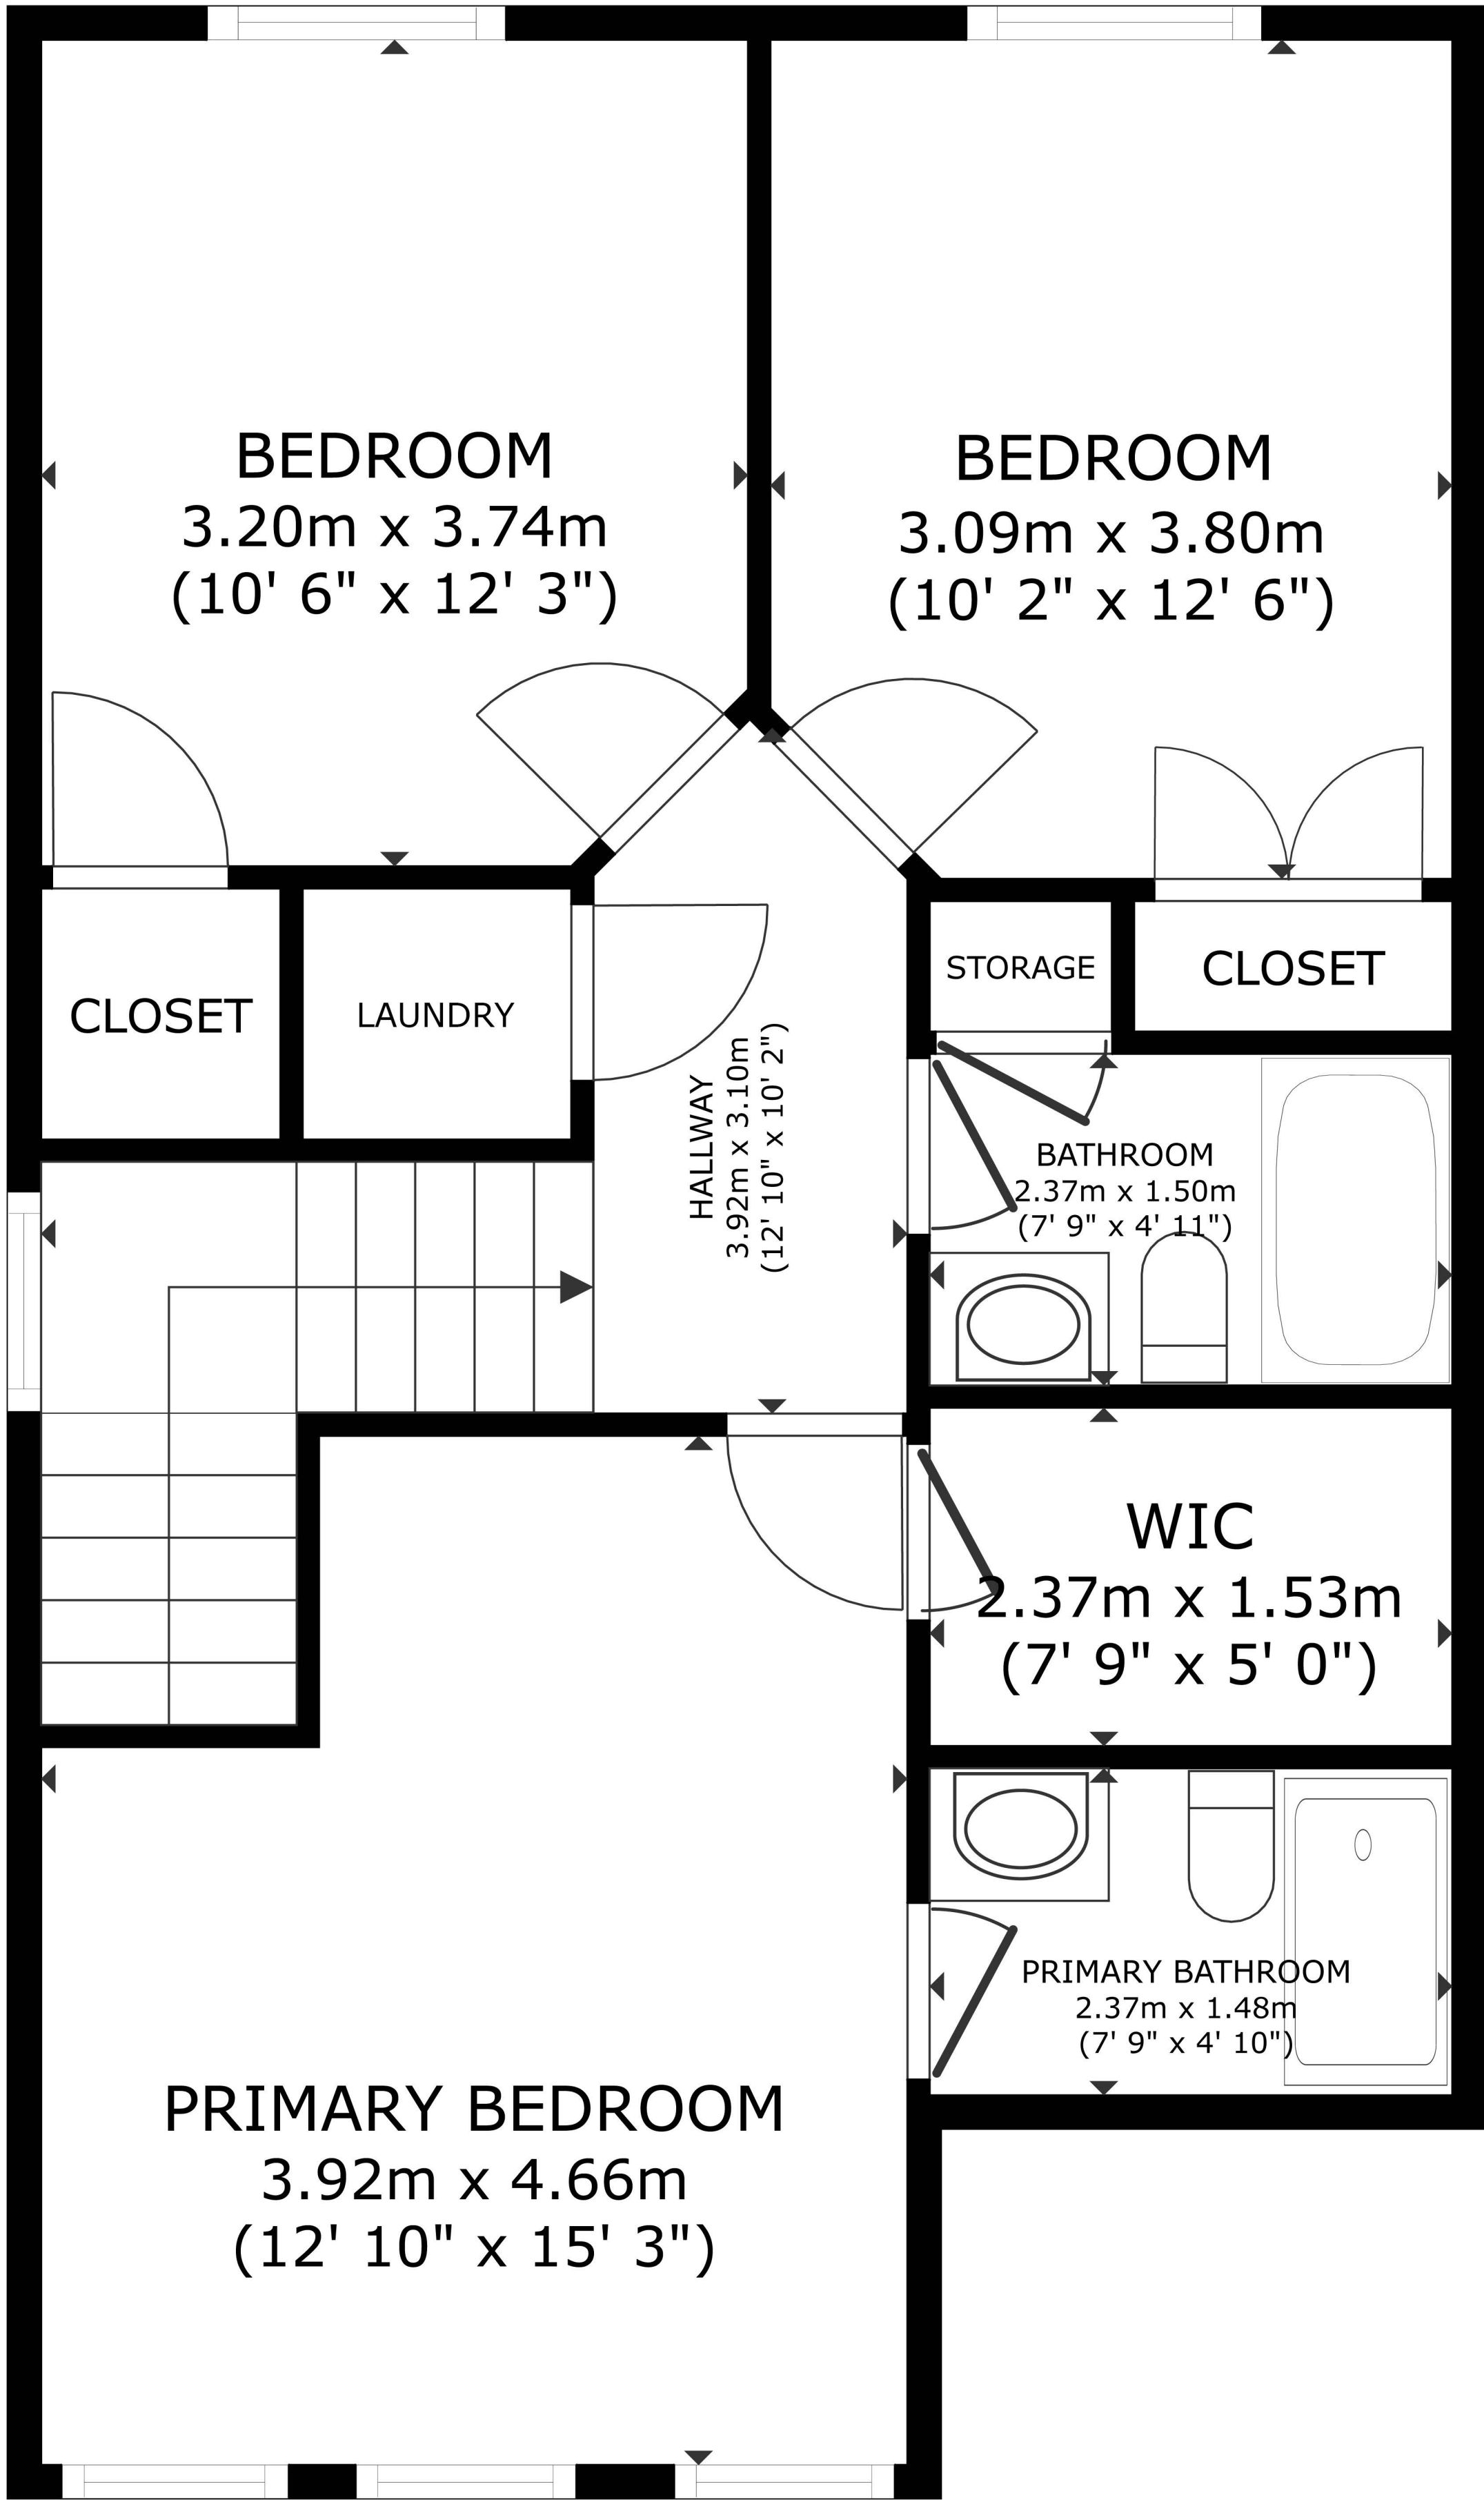 BEDROOM
3.20m x 3.74m
(10' 6" x 12' 3")
BEDROOM
3.09m x 3.80m
(10' 2" x 12' 6")
CLOSET
LAUNDRY
STORAGE
CLOSET
HALLWAY
3.92m x 3.10m
(12' 10" x 10' 2")
BATHROOM
2.37m x 1.50m
(7' 9" x 4' 11")
WIC
2.37m x 1.53m
(7' 9" x 5' 0")
PRIMARY BATHROOM
2.37m x 1.48m
(7' 9" x 4' 10")
PRIMARY BEDROOM
3.92m x 4.66m
(12' 10" x 15' 3")